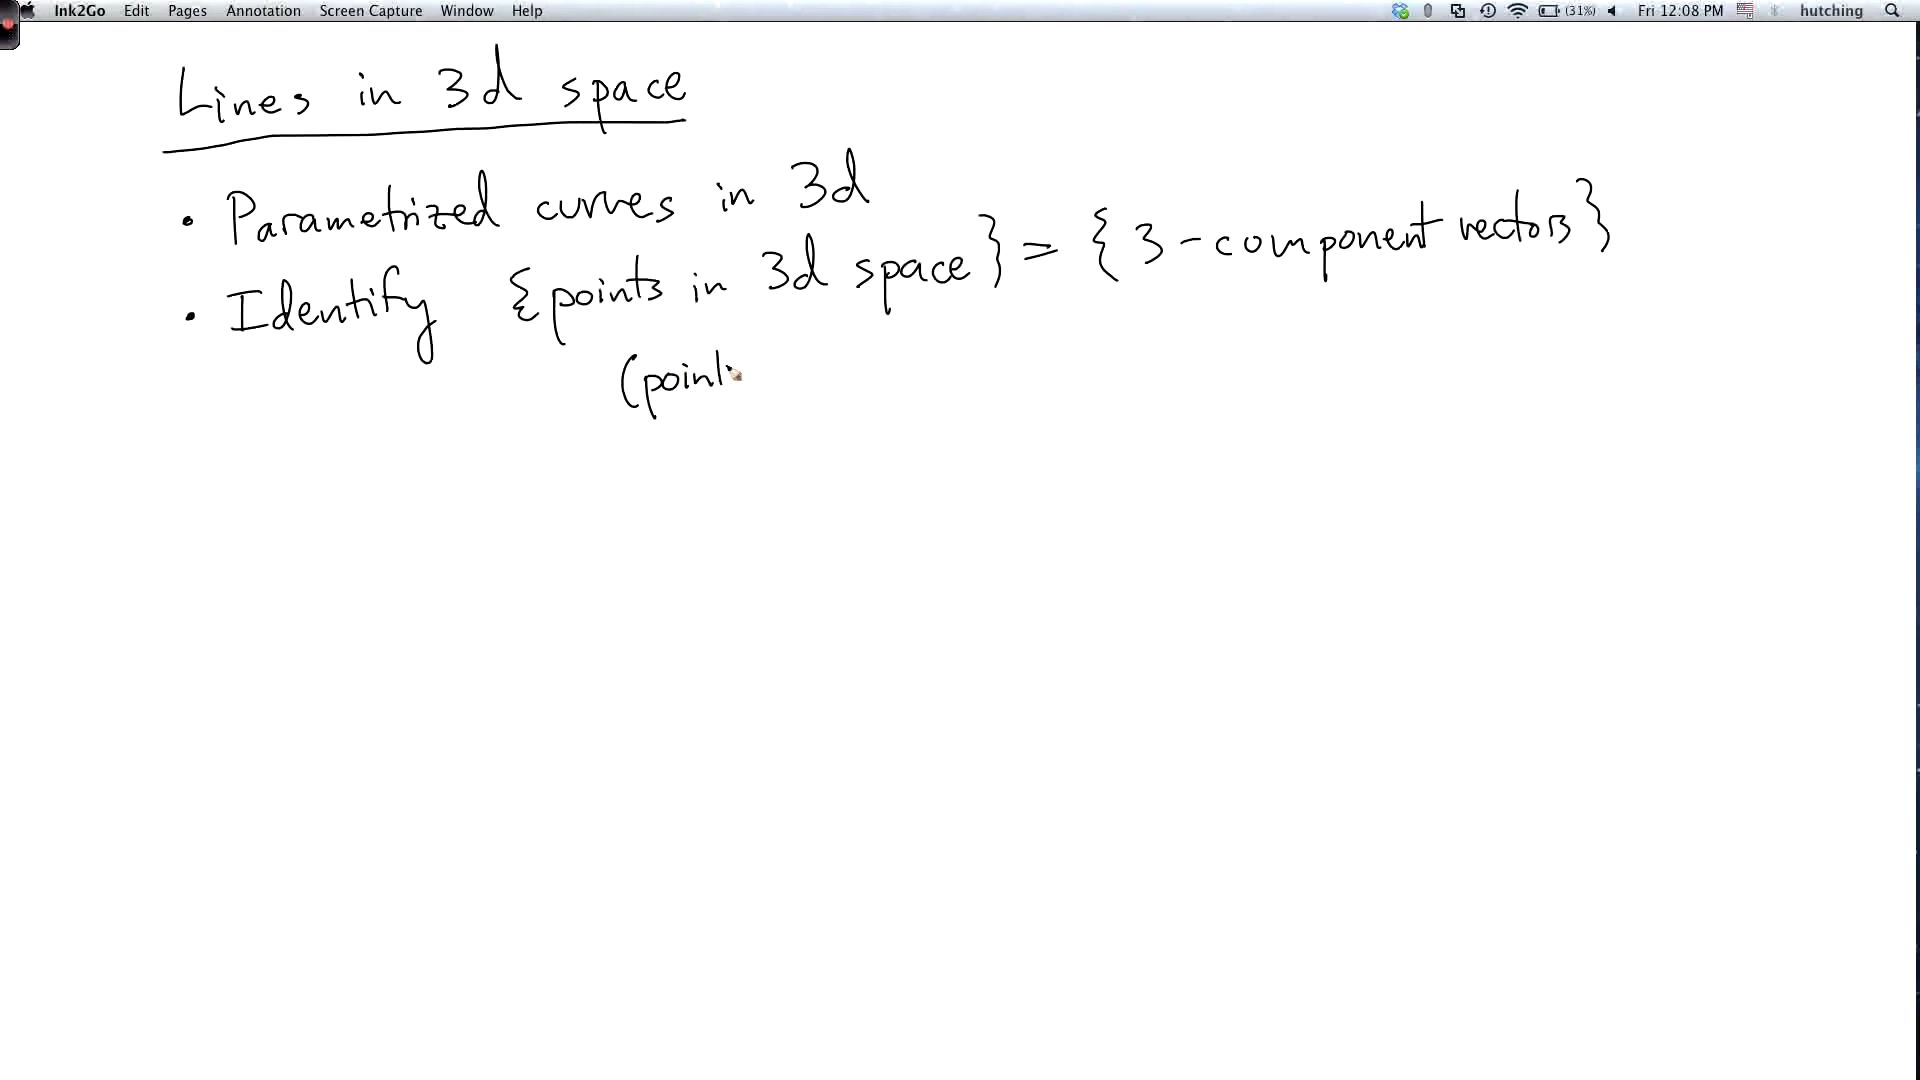 Ink2Go Edit Pages Annotation Screen Capture Window Help (31%) Fri 12:08 PM hutching
Lines in 3d space
• Parametrized curves in 3d
• Identify {points in 3d space} = {3-component vectors}
(point